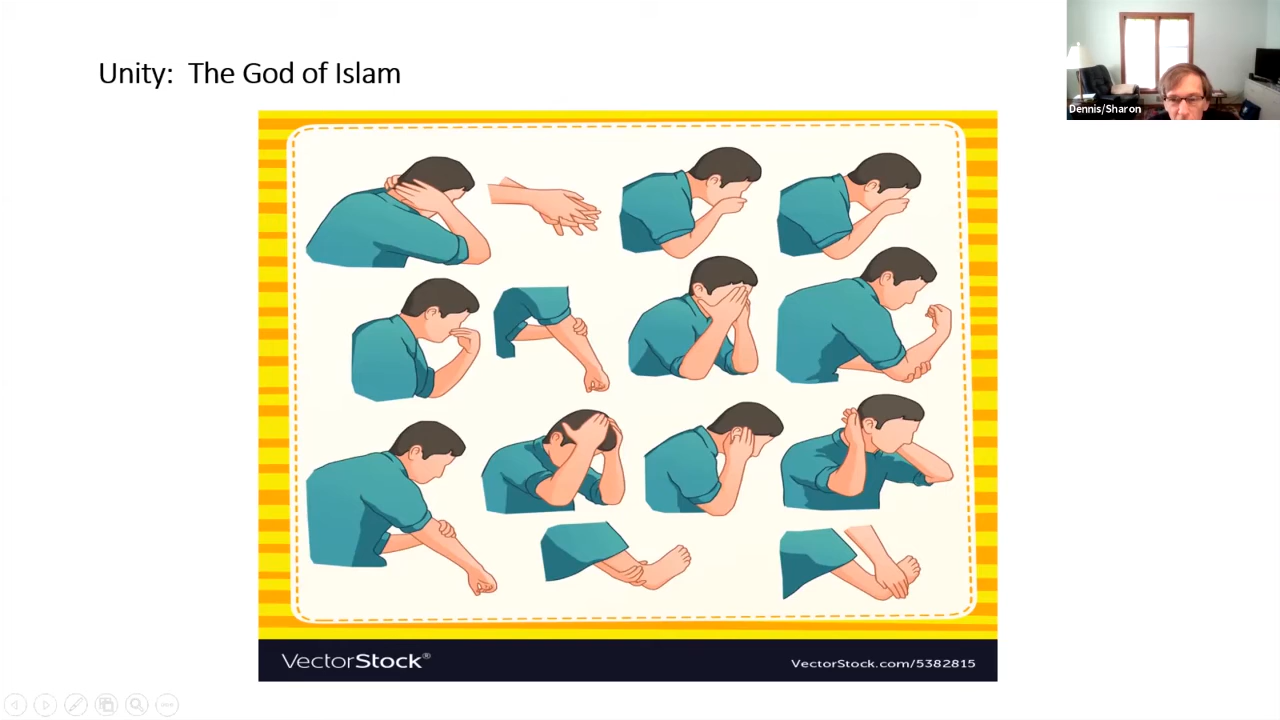 Unity:  The God of Islam
Dennis/Sharon
VectorStock®
VectorStock.com/5382815